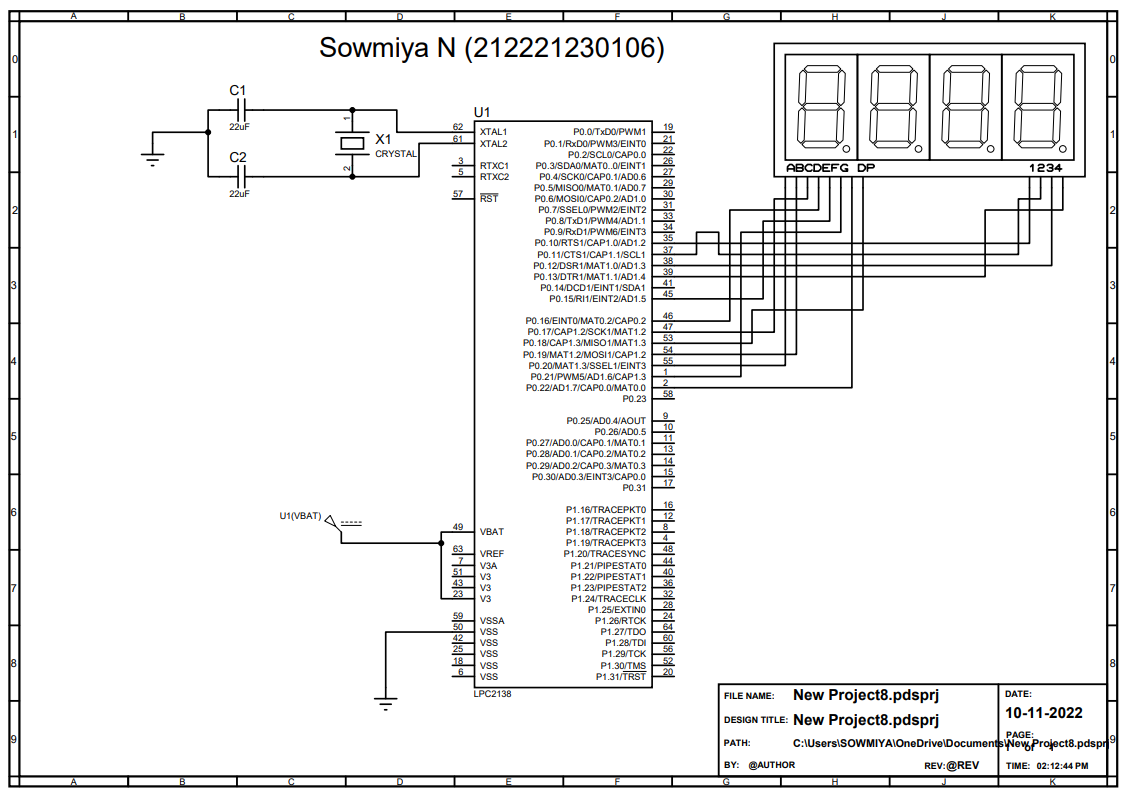 A B C D E F G H J K
Sowmiya N (212221230106)
0 0
1 1
2 2
3 3
4 4
5 5
6 6
7 7
8 8
9 9
C1
22uF
C2
22uF
1
X1
CRYSTAL
2
ABCDEFG DP 1234
U1
62 XTAL1
61 XTAL2
3 RTXC1
5 RTXC2
57 RST
P0.0/TxD0/PWM1 19
P0.1/RxD0/PWM3/EINT0 21
P0.2/SCL0/CAP0.0 22
P0.3/SDA0/MAT0..0/EINT1 26
P0.4/SCK0/CAP0.1/AD0.6 27
P0.5/MISO0/MAT0.1/AD0.7 29
P0.6/MOSI0/CAP0.2/AD1.0 30
P0.7/SSEL0/PWM2/EINT2 31
P0.8/TxD1/PWM4/AD1.1 33
P0.9/RxD1/PWM6/EINT3 34
P0.10/RTS1/CAP1.0/AD1.2 35
P0.11/CTS1/CAP1.1/SCL1 37
P0.12/DSR1/MAT1.0/AD1.3 38
P0.13/DTR1/MAT1.1/AD1.4 39
P0.14/DCD1/EINT1/SDA1 41
P0.15/RI1/EINT2/AD1.5 45
P0.16/EINT0/MAT0.2/CAP0.2 46
P0.17/CAP1.2/SCK1/MAT1.2 47
P0.18/CAP1.3/MISO1/MAT1.3 53
P0.19/MAT1.2/MOSI1/CAP1.2 54
P0.20/MAT1.3/SSEL1/EINT3 55
P0.21/PWM5/AD1.6/CAP1.3 1
P0.22/AD1.7/CAP0.0/MAT0.0 2
P0.23 58
P0.25/AD0.4/AOUT 9
P0.26/AD0.5 10
P0.27/AD0.0/CAP0.1/MAT0.1 11
P0.28/AD0.1/CAP0.2/MAT0.2 13
P0.29/AD0.2/CAP0.3/MAT0.3 14
P0.30/AD0.3/EINT3/CAP0.0 15
P0.31 17
P1.16/TRACEPKT0 16
P1.17/TRACEPKT1 12
P1.18/TRACEPKT2 8
P1.19/TRACEPKT3 4
P1.20/TRACESYNC 48
P1.21/PIPESTAT0 44
P1.22/PIPESTAT1 40
P1.23/PIPESTAT2 36
P1.24/TRACECLK 32
P1.25/EXTIN0 28
P1.26/RTCK 24
P1.27/TDO 64
P1.28/TDI 60
P1.29/TCK 56
P1.30/TMS 52
P1.31/TRST 20
U1(VBAT)
49 VBAT
63 VREF
7 V3A
51 V3
43 V3
23 V3
59 VSSA
50 VSS
42 VSS
25 VSS
18 VSS
6 VSS
LPC2138
FILE NAME: New Project8.pdsprj
DESIGN TITLE: New Project8.pdsprj
PATH: C:\Users\SOWMIYA\OneDrive\Documents\New Project8.pdsprj
BY: @AUTHOR REV:@REV
DATE:
10-11-2022
PAGE:
of
TIME: 02:12:44 PM
A B C D E F G H J K